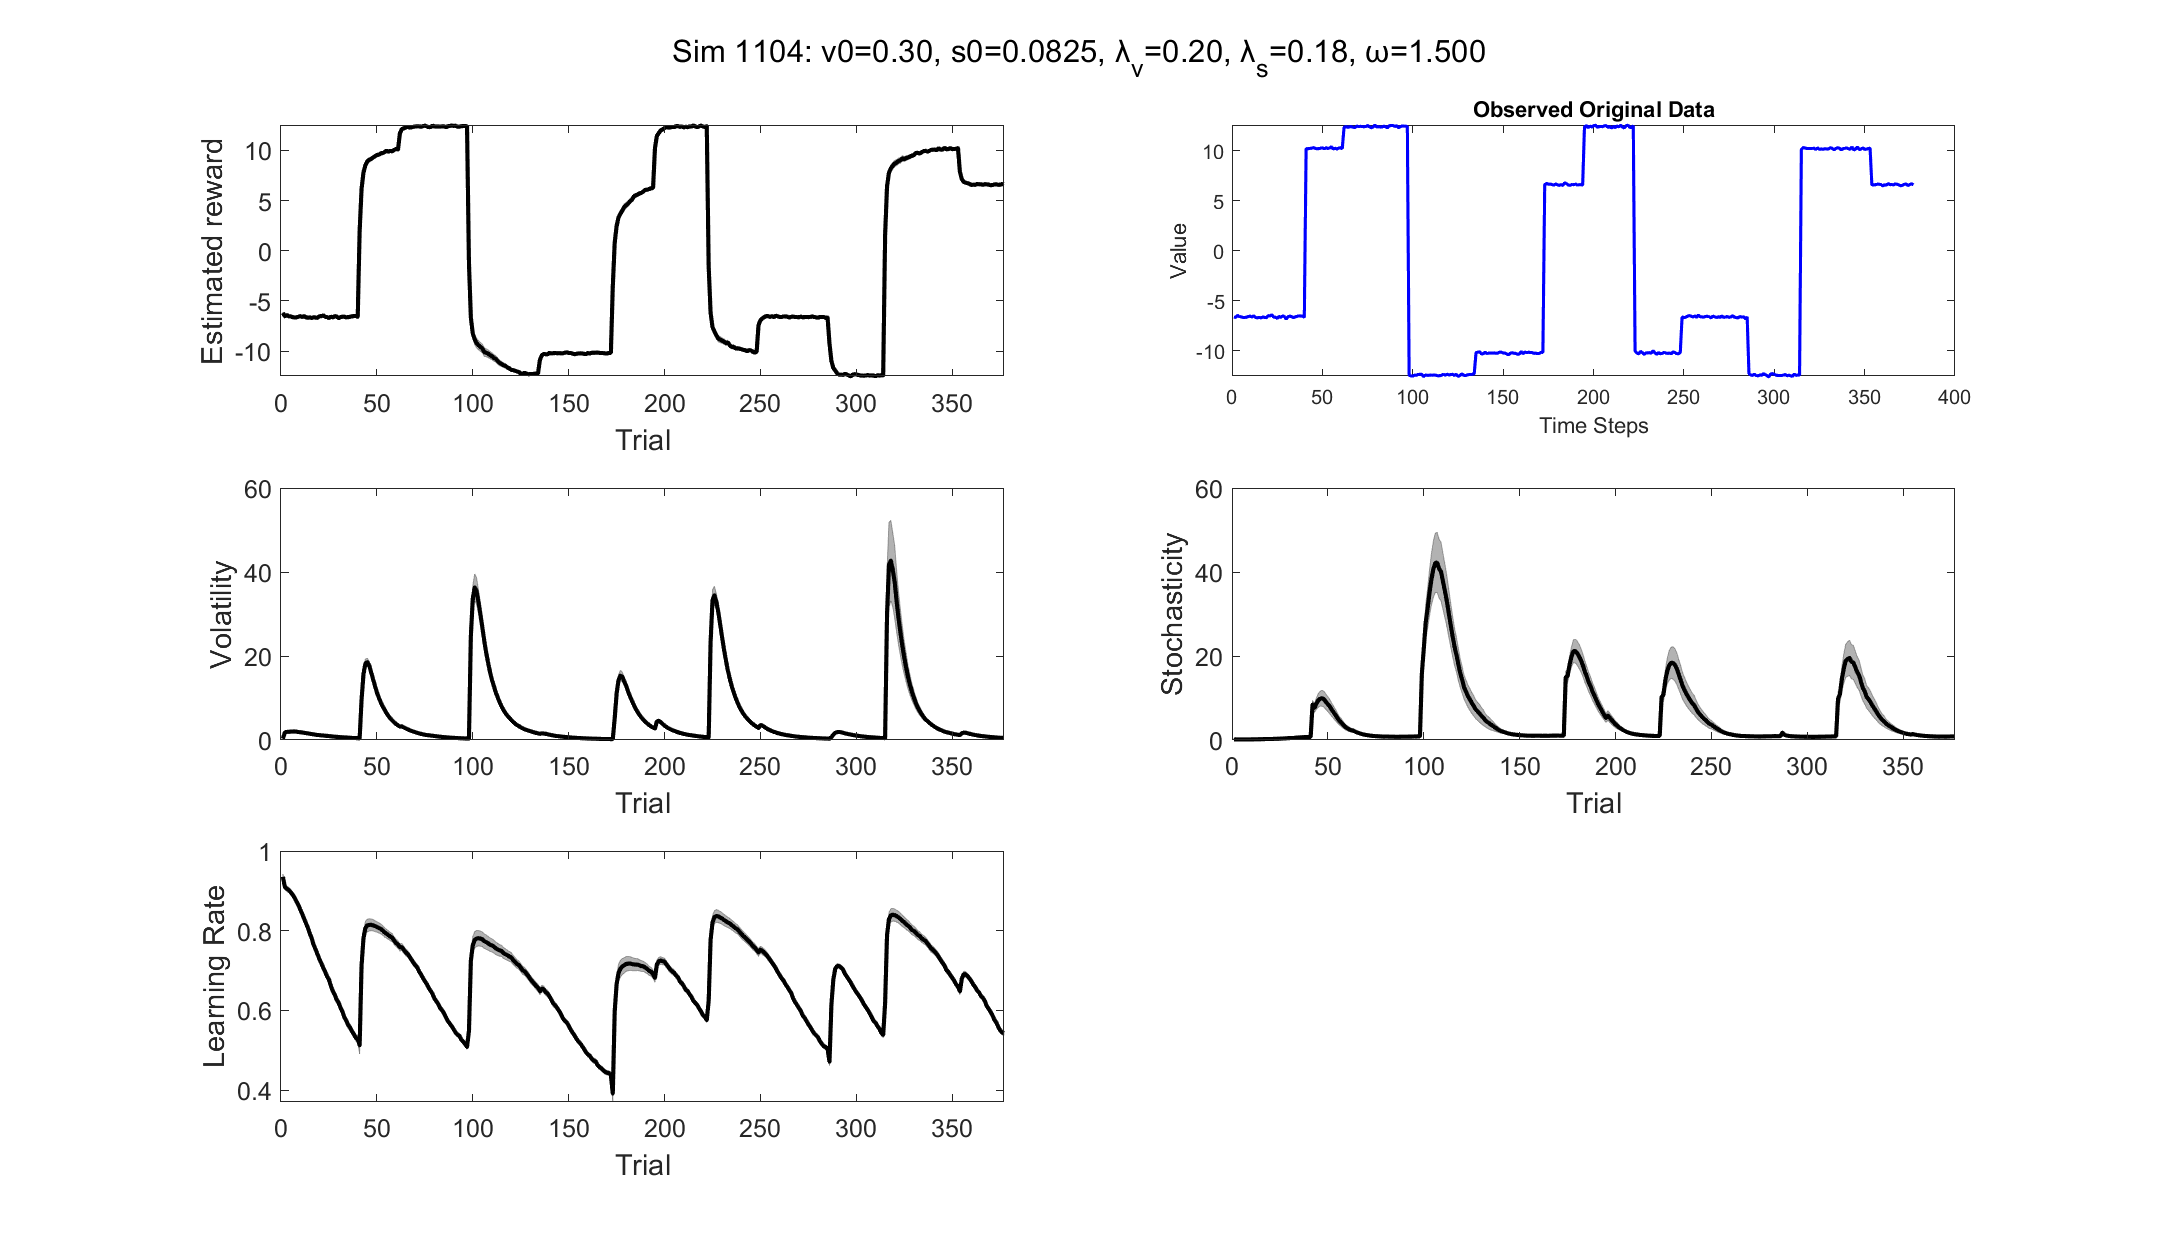 Sim 1104: v0=0.30, s0=0.0825, λ_v=0.20, λ_s=0.18, ω=1.500
Estimated reward
10
5
0
-5
-10
0 50 100 150 200 250 300 350
Trial
Observed Original Data
Value
10
5
0
-5
-10
0 50 100 150 200 250 300 350 400
Time Steps
Volatility
60
40
20
0
0 50 100 150 200 250 300 350
Trial
Stochasticity
60
40
20
0
0 50 100 150 200 250 300 350
Trial
Learning Rate
1
0.8
0.6
0.4
0 50 100 150 200 250 300 350
Trial